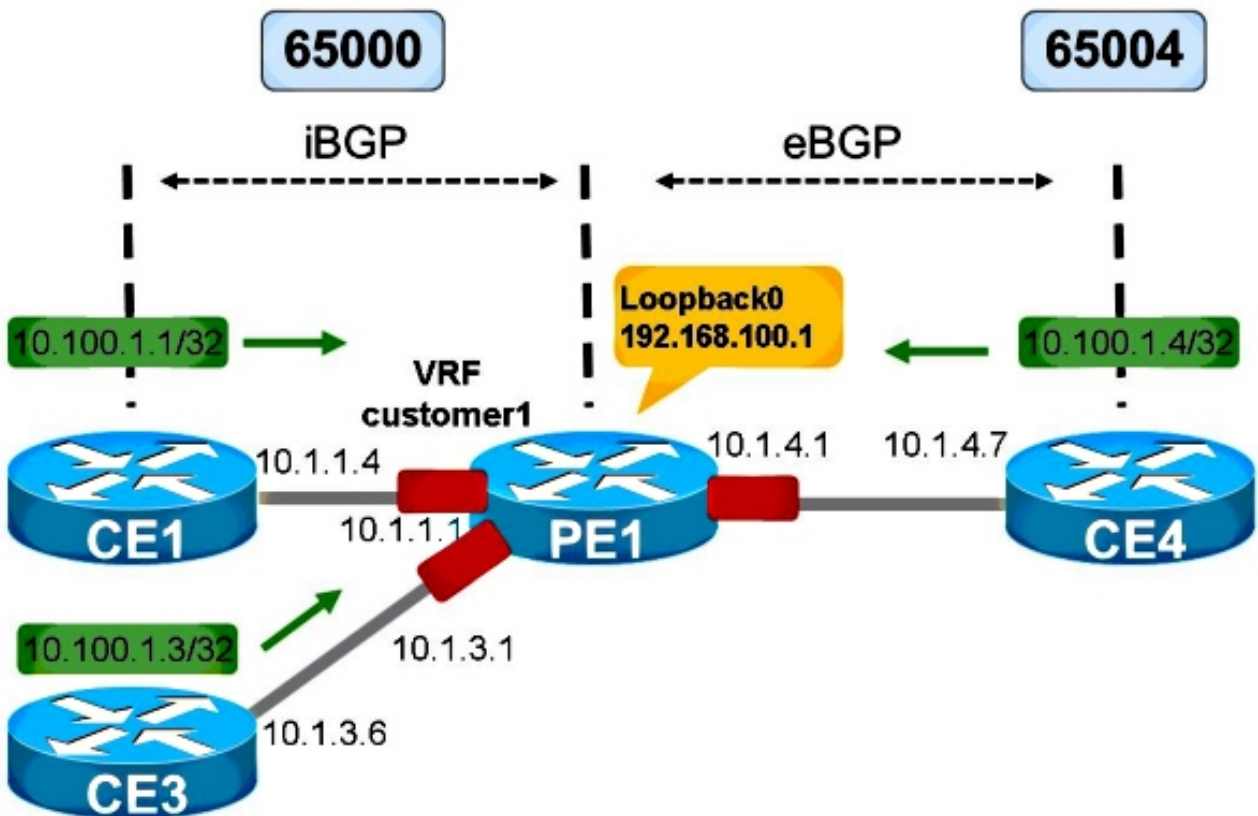 65000
65004
iBGP
eBGP
Loopback0
192.168.100.1
10.100.1.1/32
10.100.1.4/32
VRF
customer1
10.1.1.4
10.1.4.1
10.1.4.7
10.1.1.1
CE1
PE1
CE4
10.100.1.3/32
10.1.3.1
10.1.3.6
CE3